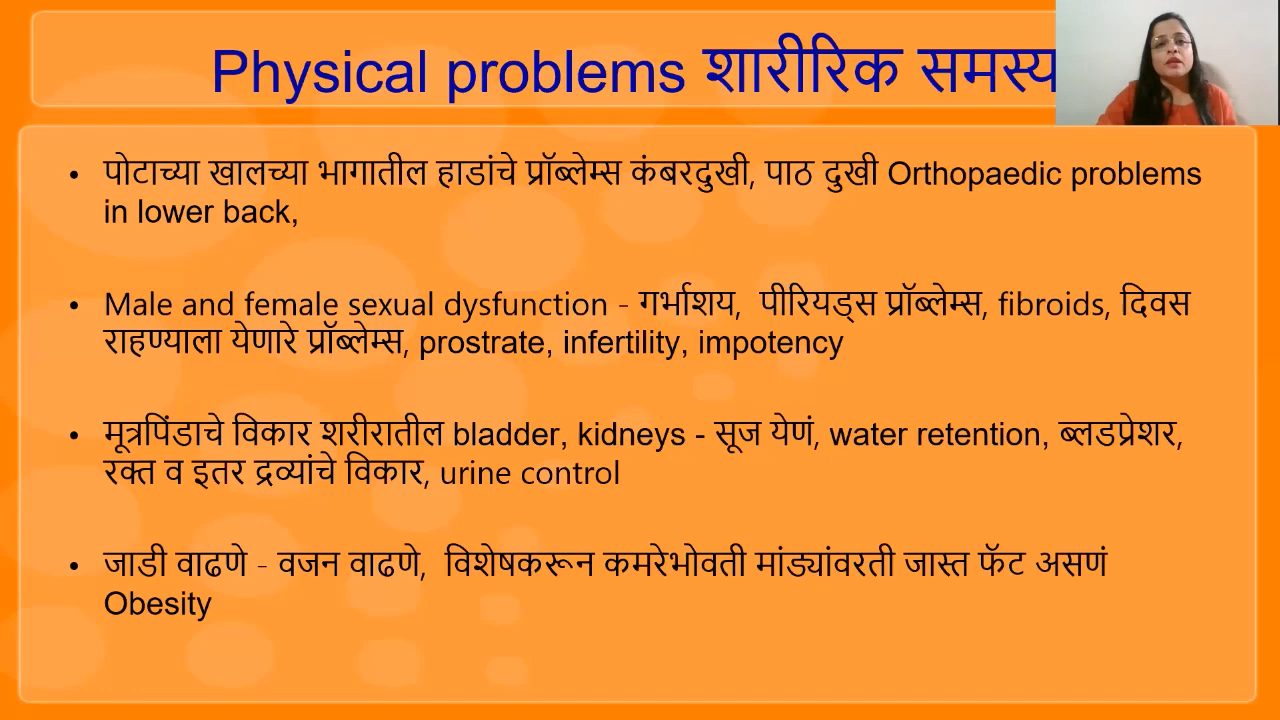 Physical problems शारीरिक समस्य
• पोटाच्या खालच्या भागातील हाडांचे प्रॉब्लेम्स कंबरदुखी, पाठ दुखी Orthopaedic problems
in lower back,
• Male and female sexual dysfunction - गर्भाशय, पीरियड्स प्रॉब्लेम्स, fibroids, दिवस
राहण्याला येणारे प्रॉब्लेम्स, prostrate, infertility, impotency
• मूत्रपिंडाचे विकार शरीरातील bladder, kidneys - सूज येणं, water retention, ब्लडप्रेशर,
रक्त व इतर द्रव्यांचे विकार, urine control
• जाडी वाढणे - वजन वाढणे, विशेषकरून कमरेभोवती मांड्यांवरती जास्त फॅट असणं
Obesity